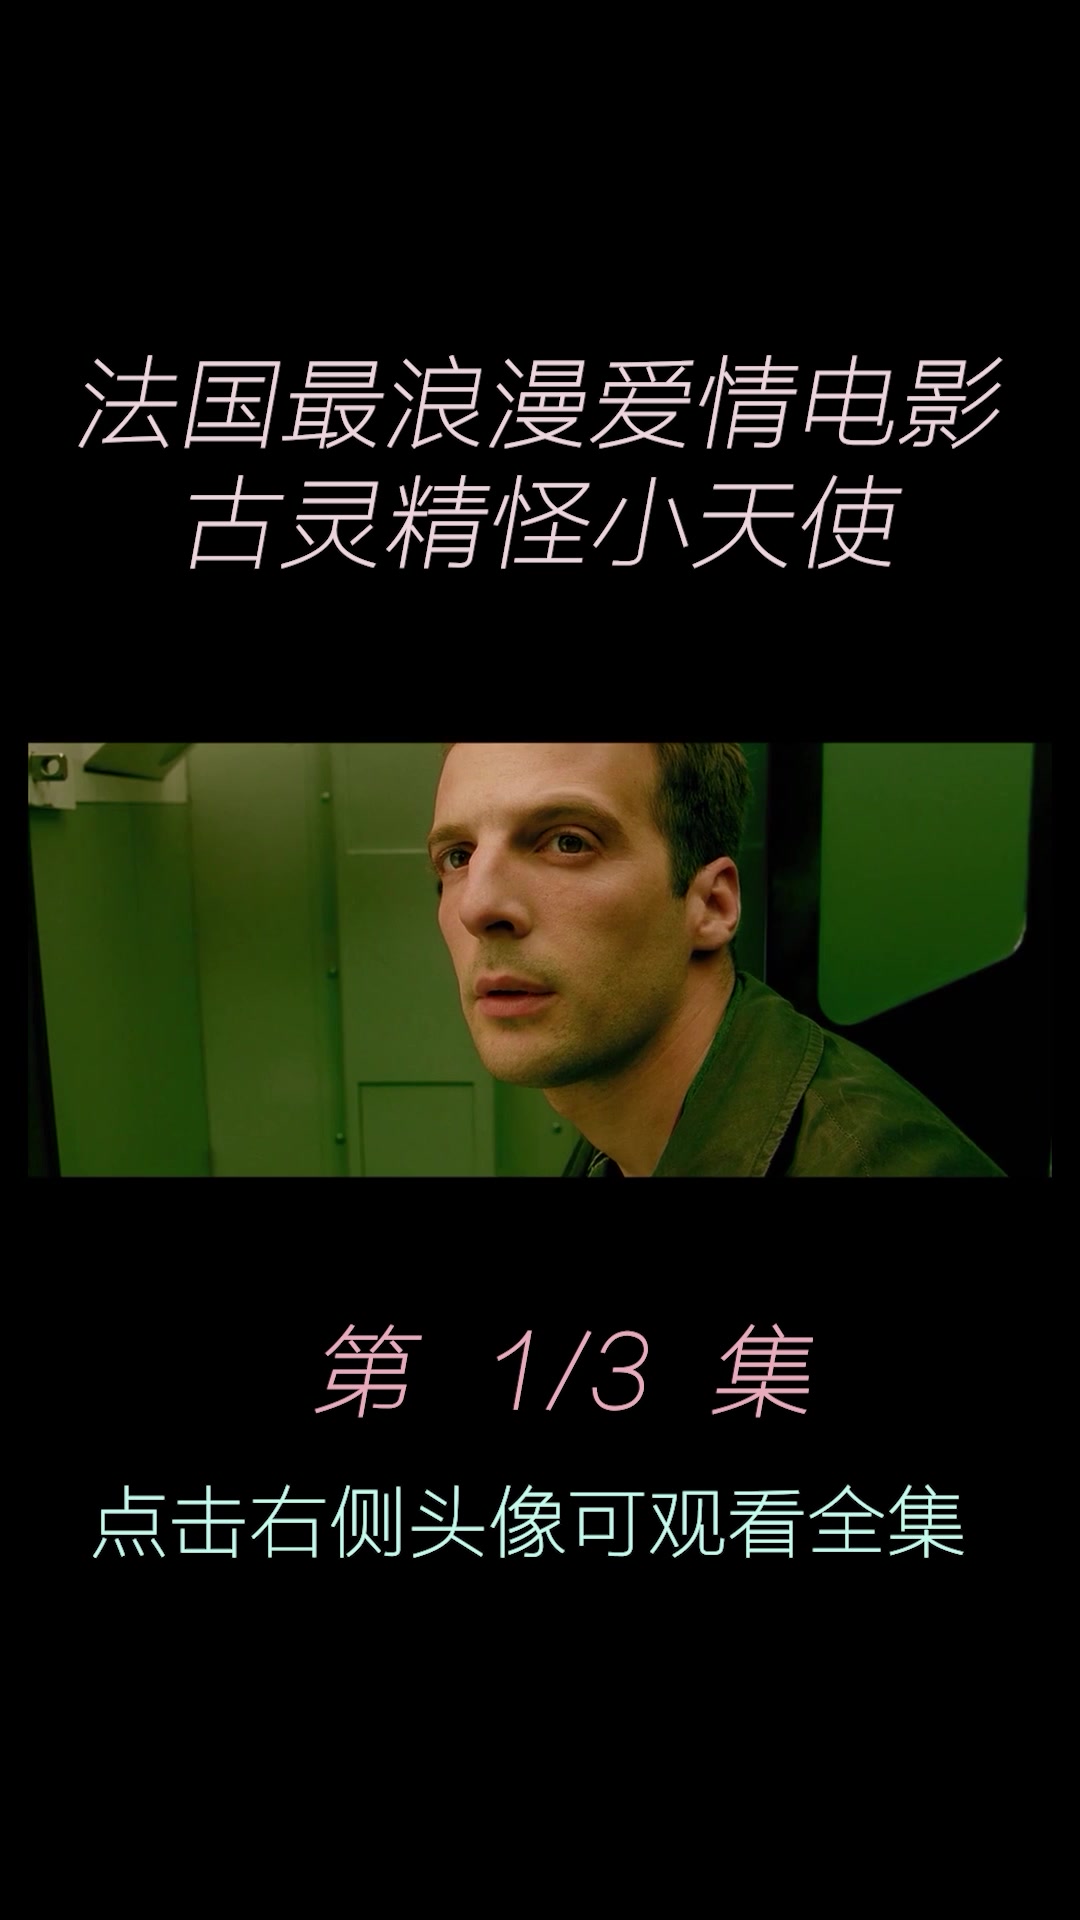 法国最浪漫爱情电影
古灵精怪小天使
第 1/3 集
点击右侧头像可观看全集